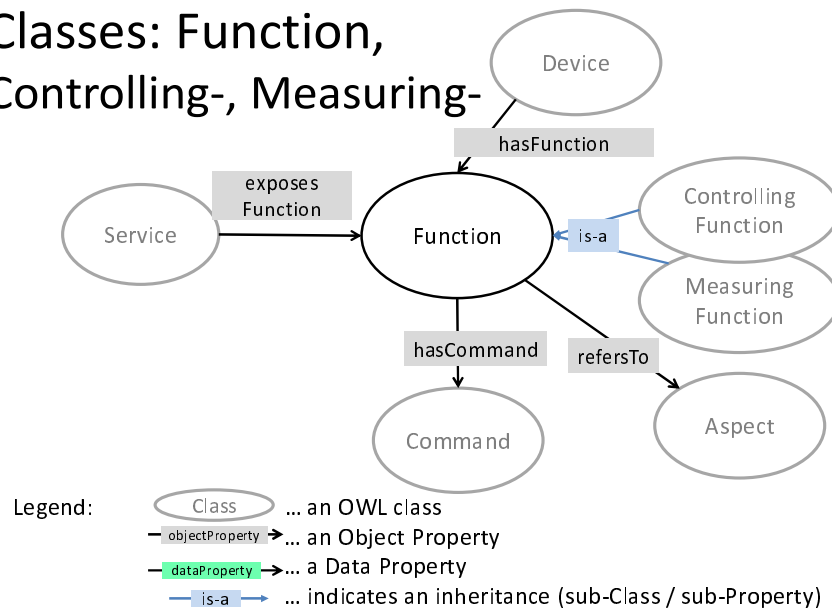 Classes: Function,
Controlling-, Measuring-
Device
hasFunction
exposes
Function
Service
Function
is-a
Controlling
Function
Measuring
Function
hasCommand
refersTo
Command
Aspect
Legend:
Class
... an OWL class
objectProperty
... an Object Property
dataProperty
... a Data Property
is-a
... indicates an inheritance (sub-Class / sub-Property)